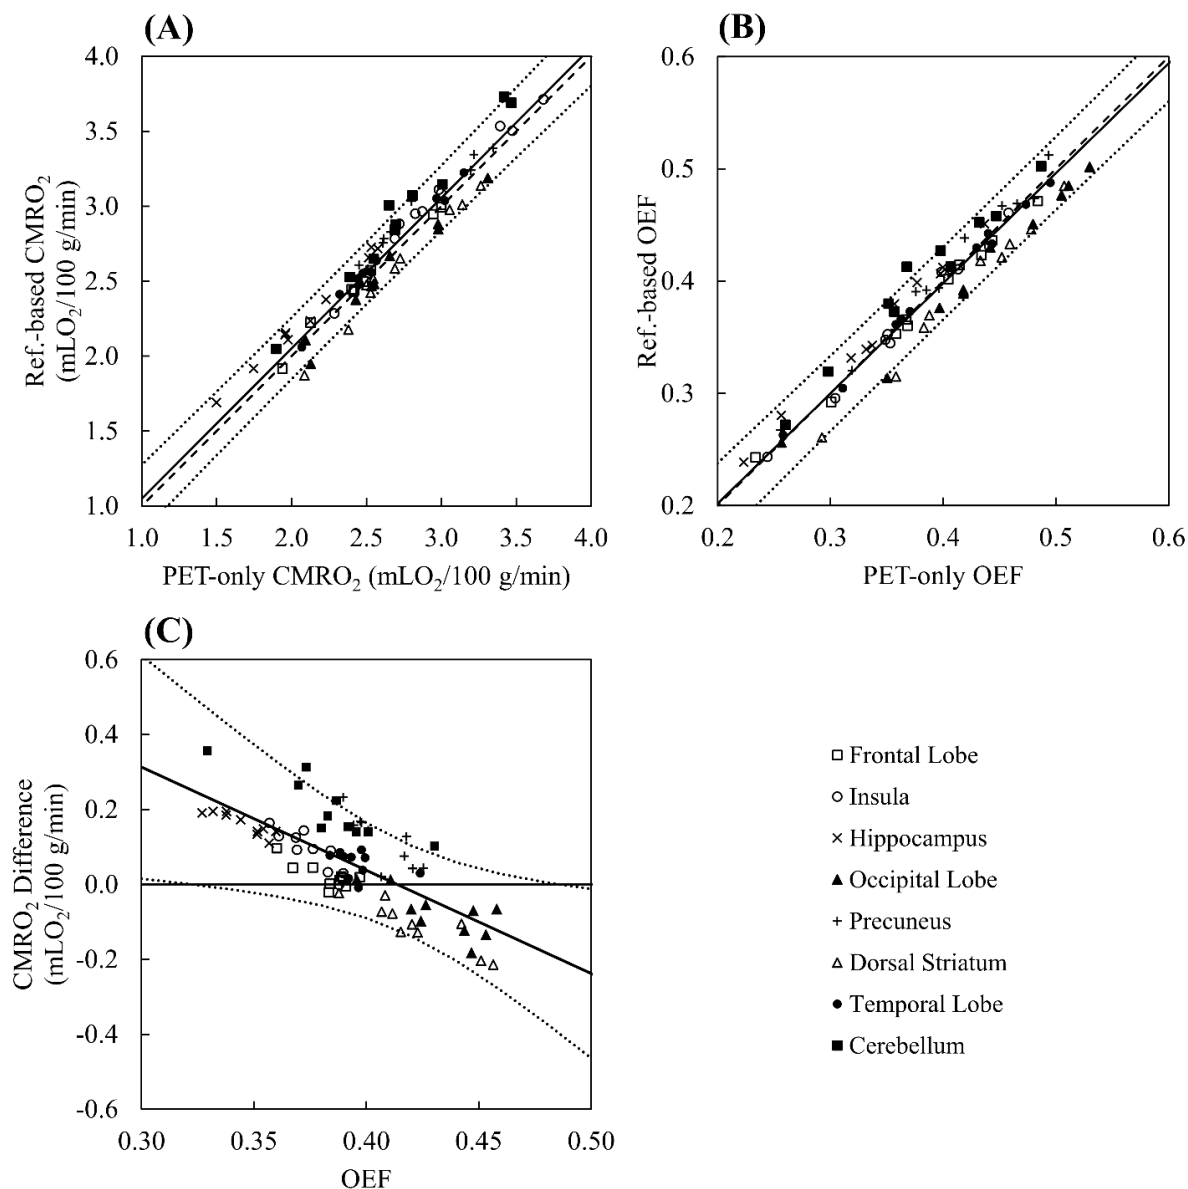 (A)
Ref.-based CMRO₂
(mLO₂/100 g/min)
4.0
3.5
3.0
2.5
2.0
1.5
1.0
1.0 1.5 2.0 2.5 3.0 3.5 4.0
PET-only CMRO₂ (mLO₂/100 g/min)
(B)
Ref.-based OEF
0.6
0.5
0.4
0.3
0.2
0.2 0.3 0.4 0.5 0.6
PET-only OEF
(C)
CMRO₂ Difference
(mLO₂/100 g/min)
0.6
0.4
0.2
0.0
-0.2
-0.4
-0.6
0.30 0.35 0.40 0.45 0.50
OEF
Frontal Lobe
Insula
Hippocampus
Occipital Lobe
Precuneus
Dorsal Striatum
Temporal Lobe
Cerebellum